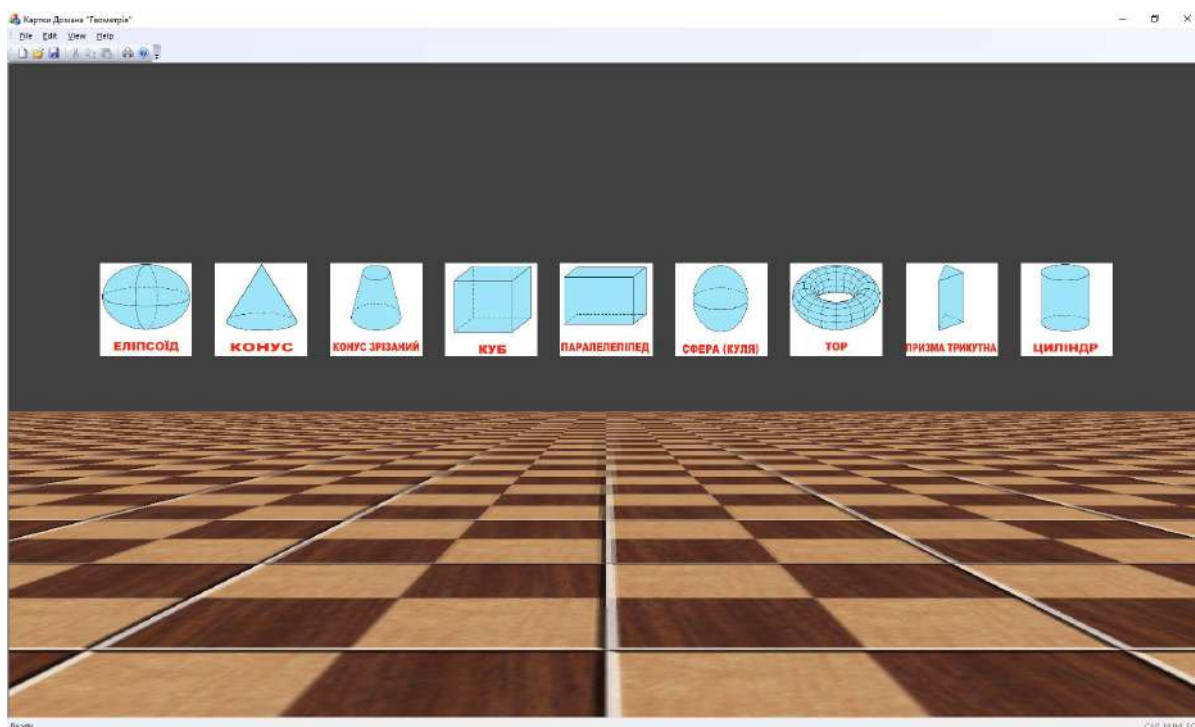 Картки Домана "Геометрія"
File Edit View Help
ЕЛІПСОЇД
КОНУС
КОНУС ЗРІЗАНИЙ
КУБ
ПАРАЛЕЛЕПІПЕД
СФЕРА (КУЛЯ)
ТОР
ПРИЗМА ТРИКУТНА
ЦИЛІНДР
Ready